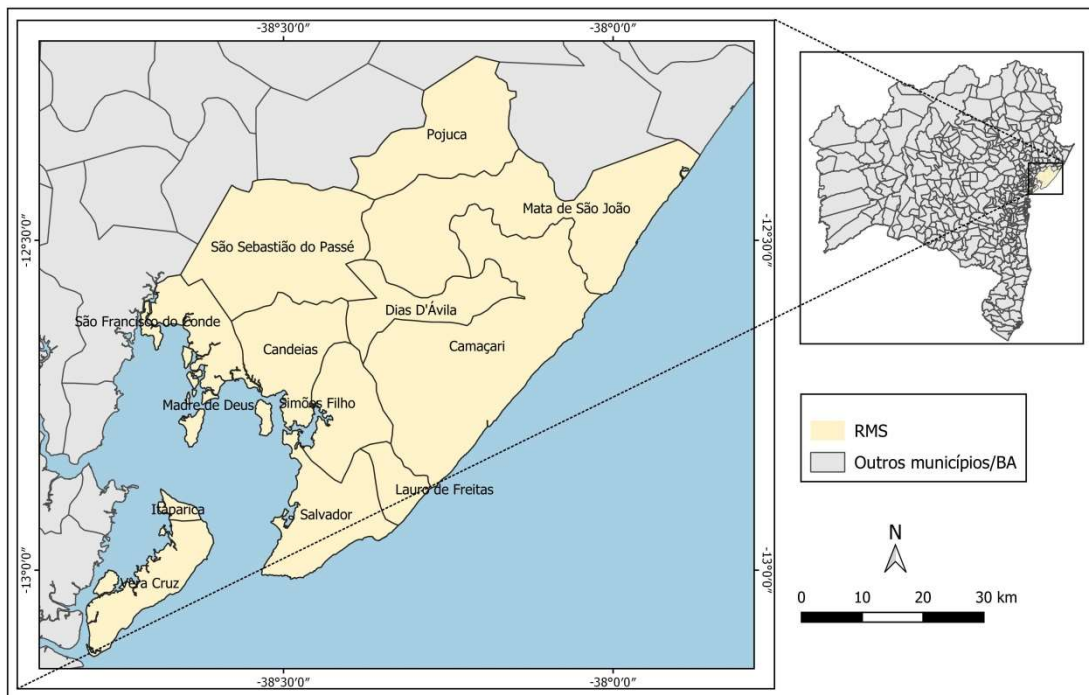 -38°30'0"
-38°0'0"
Pojuca
Mata de São João
São Sebastião do Passé
-12°30'0"
-12°30'0"
Dias D'Ávila
São Francisco do Conde
Candeias
Camaçari
Madre de Deus
Simões Filho
Lauro de Freitas
Itaparica
Salvador
Vera Cruz
-13°0'0"
-13°0'0"
-38°30'0"
-38°0'0"
RMS
Outros municípios/BA
N
0 10 20 30 km